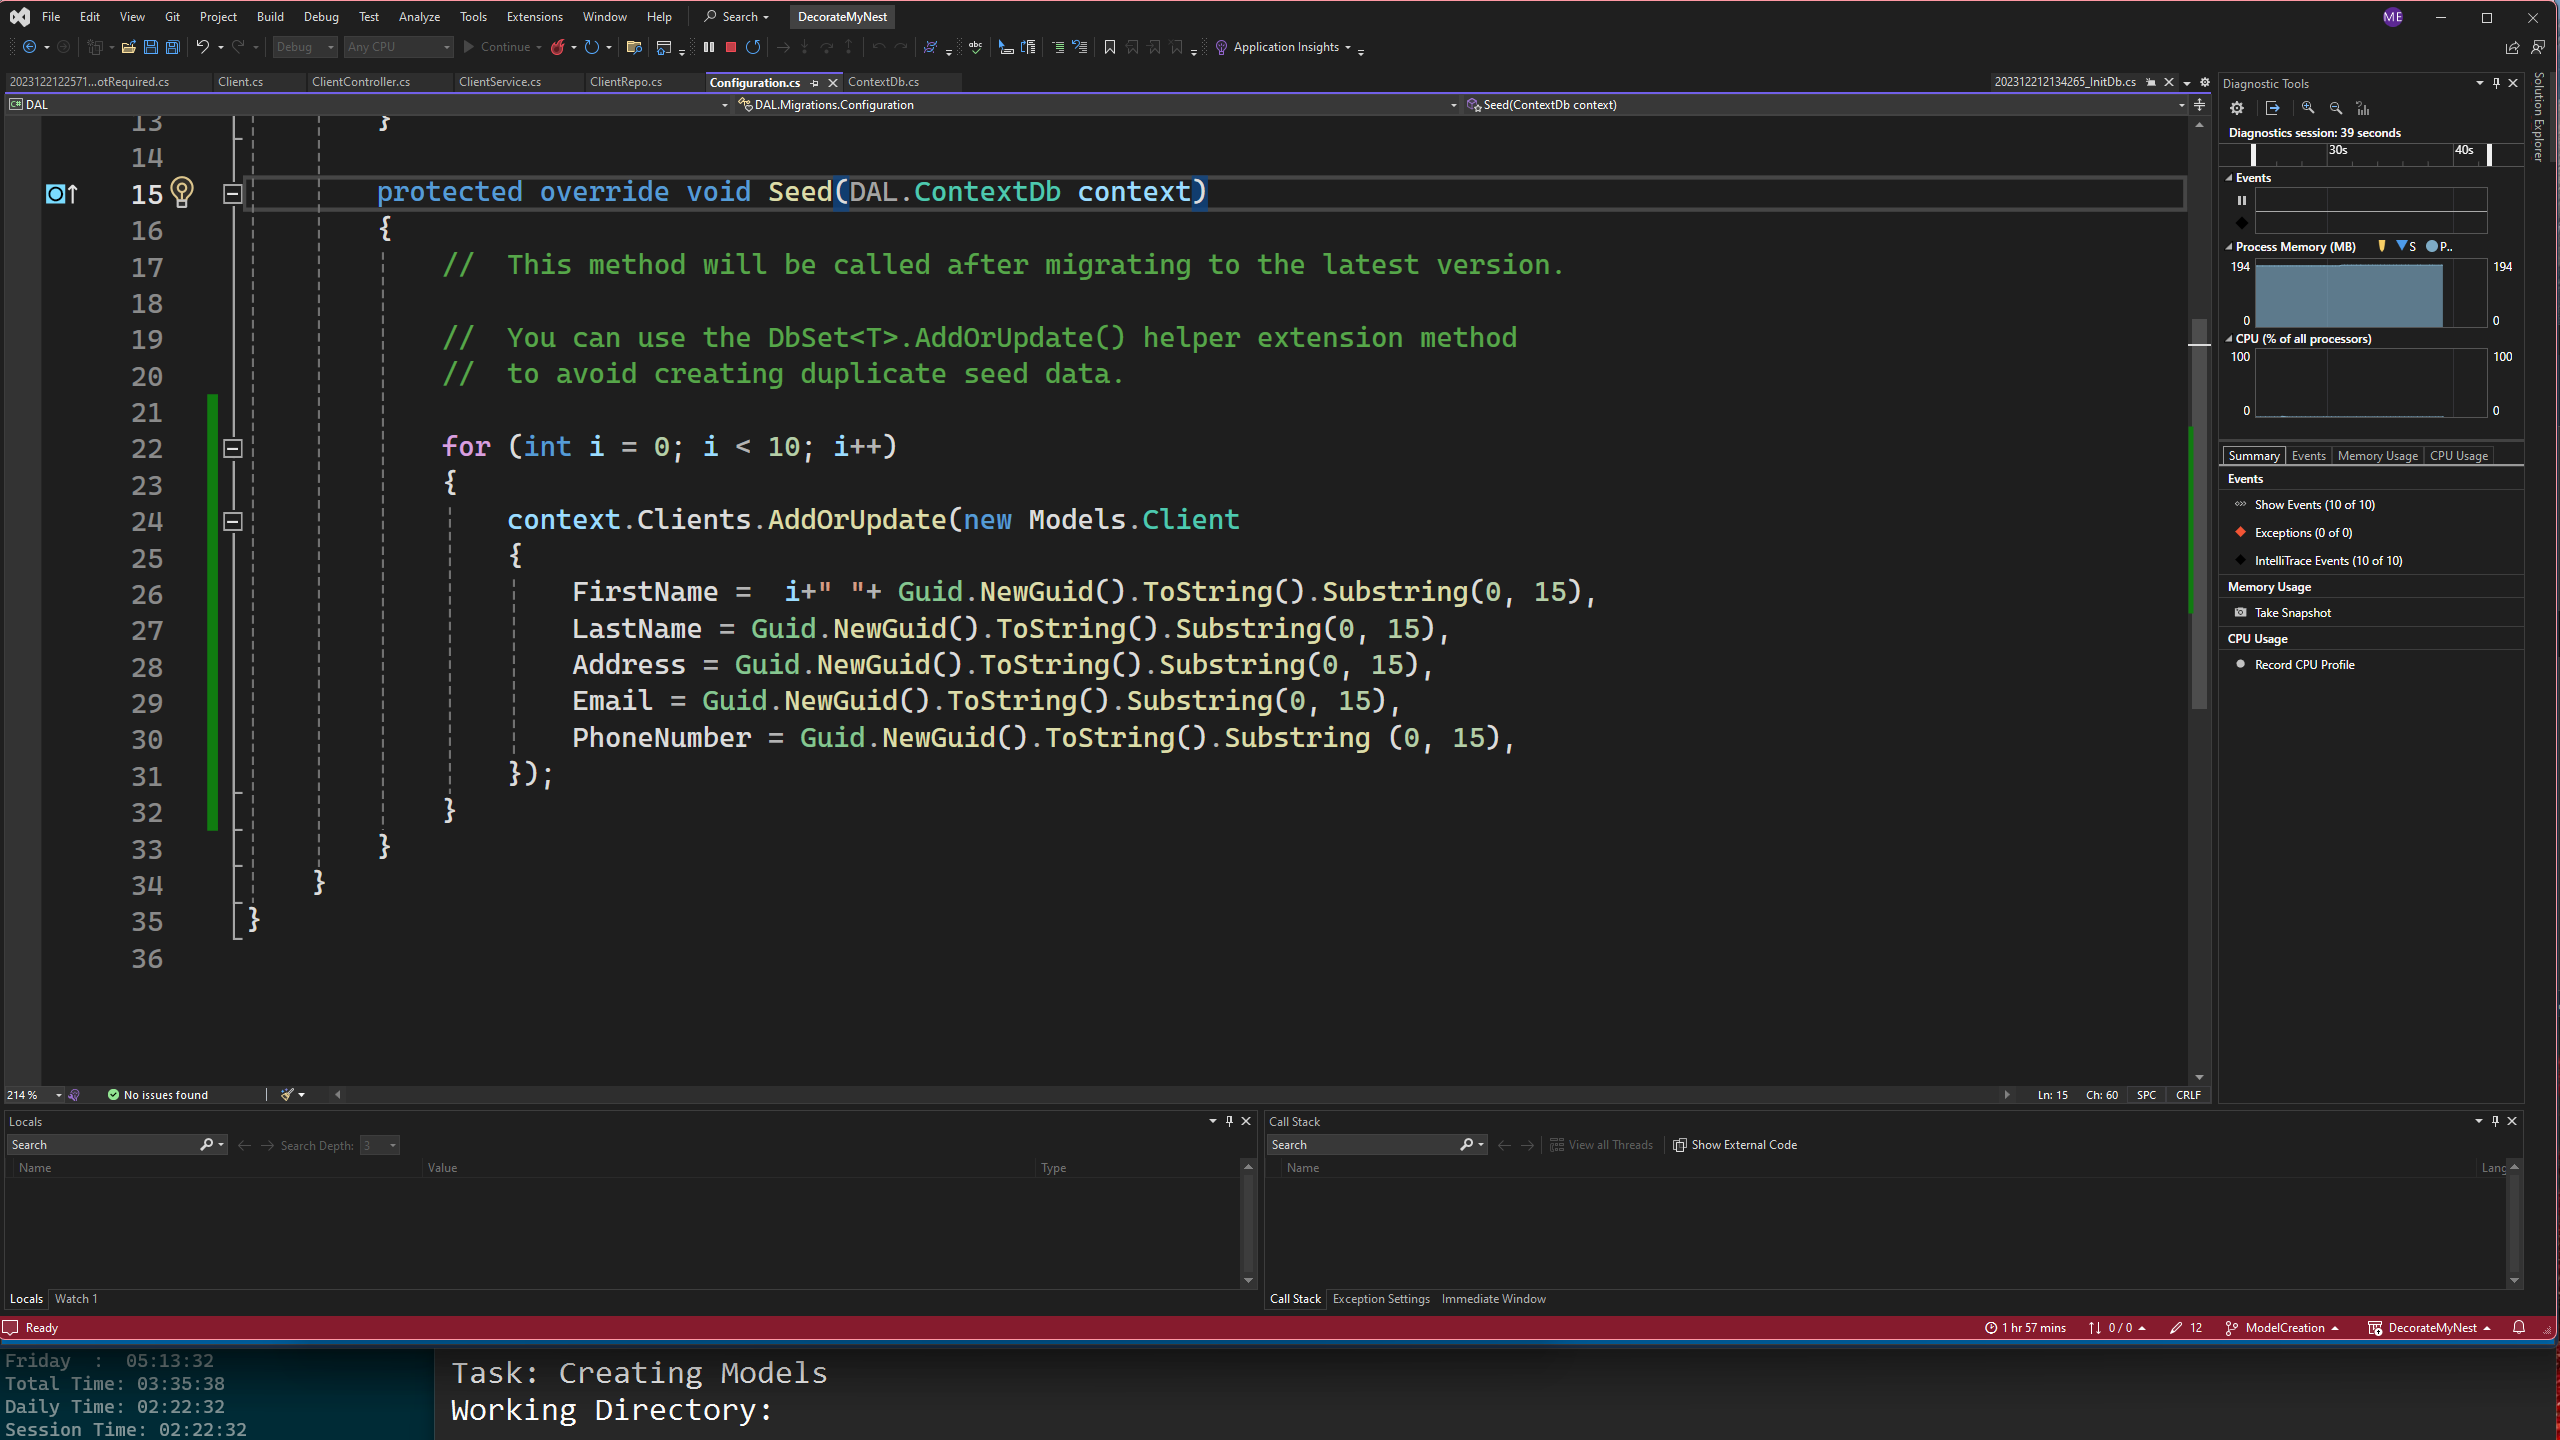 File Edit View Git Project Build Debug Test Analyze Tools Extensions Window Help Search DecorateMyNest ME
Debug Any CPU Continue Application Insights
2023122122571...otRequired.cs Client.cs ClientController.cs ClientService.cs ClientRepo.cs Configuration.cs ContextDb.cs 202312212134265_InitDb.cs
DAL DAL.Migrations.Configuration Seed(ContextDb context)
13 }
14
15 protected override void Seed(DAL.ContextDb context)
16 {
17 //  This method will be called after migrating to the latest version.
18
19 //  You can use the DbSet<T>.AddOrUpdate() helper extension method
20 //  to avoid creating duplicate seed data.
21
22 for (int i = 0; i < 10; i++)
23 {
24 context.Clients.AddOrUpdate(new Models.Client
25 {
26 FirstName =  i+" "+ Guid.NewGuid().ToString().Substring(0, 15),
27 LastName = Guid.NewGuid().ToString().Substring(0, 15),
28 Address = Guid.NewGuid().ToString().Substring(0, 15),
29 Email = Guid.NewGuid().ToString().Substring(0, 15),
30 PhoneNumber = Guid.NewGuid().ToString().Substring (0, 15),
31 });
32 }
33 }
34 }
35 }
36
214 % No issues found Ln: 15 Ch: 60 SPC CRLF
Diagnostic Tools
Solution Explorer
Diagnostics session: 39 seconds
30s 40s
Events
Process Memory (MB) S P..
194 194
0 0
CPU (% of all processors)
100 100
0 0
Summary Events Memory Usage CPU Usage
Events
Show Events (10 of 10)
Exceptions (0 of 0)
IntelliTrace Events (10 of 10)
Memory Usage
Take Snapshot
CPU Usage
Record CPU Profile
Locals
Search Search Depth: 3
Name Value Type
Locals Watch 1
Call Stack
Search View all Threads Show External Code
Name Lang
Call Stack Exception Settings Immediate Window
Ready 1 hr 57 mins 0 / 0 12 ModelCreation DecorateMyNest
Friday  :  05:13:32
Total Time: 03:35:38
Daily Time: 02:22:32
Session Time: 02:22:32
Task: Creating Models
Working Directory: